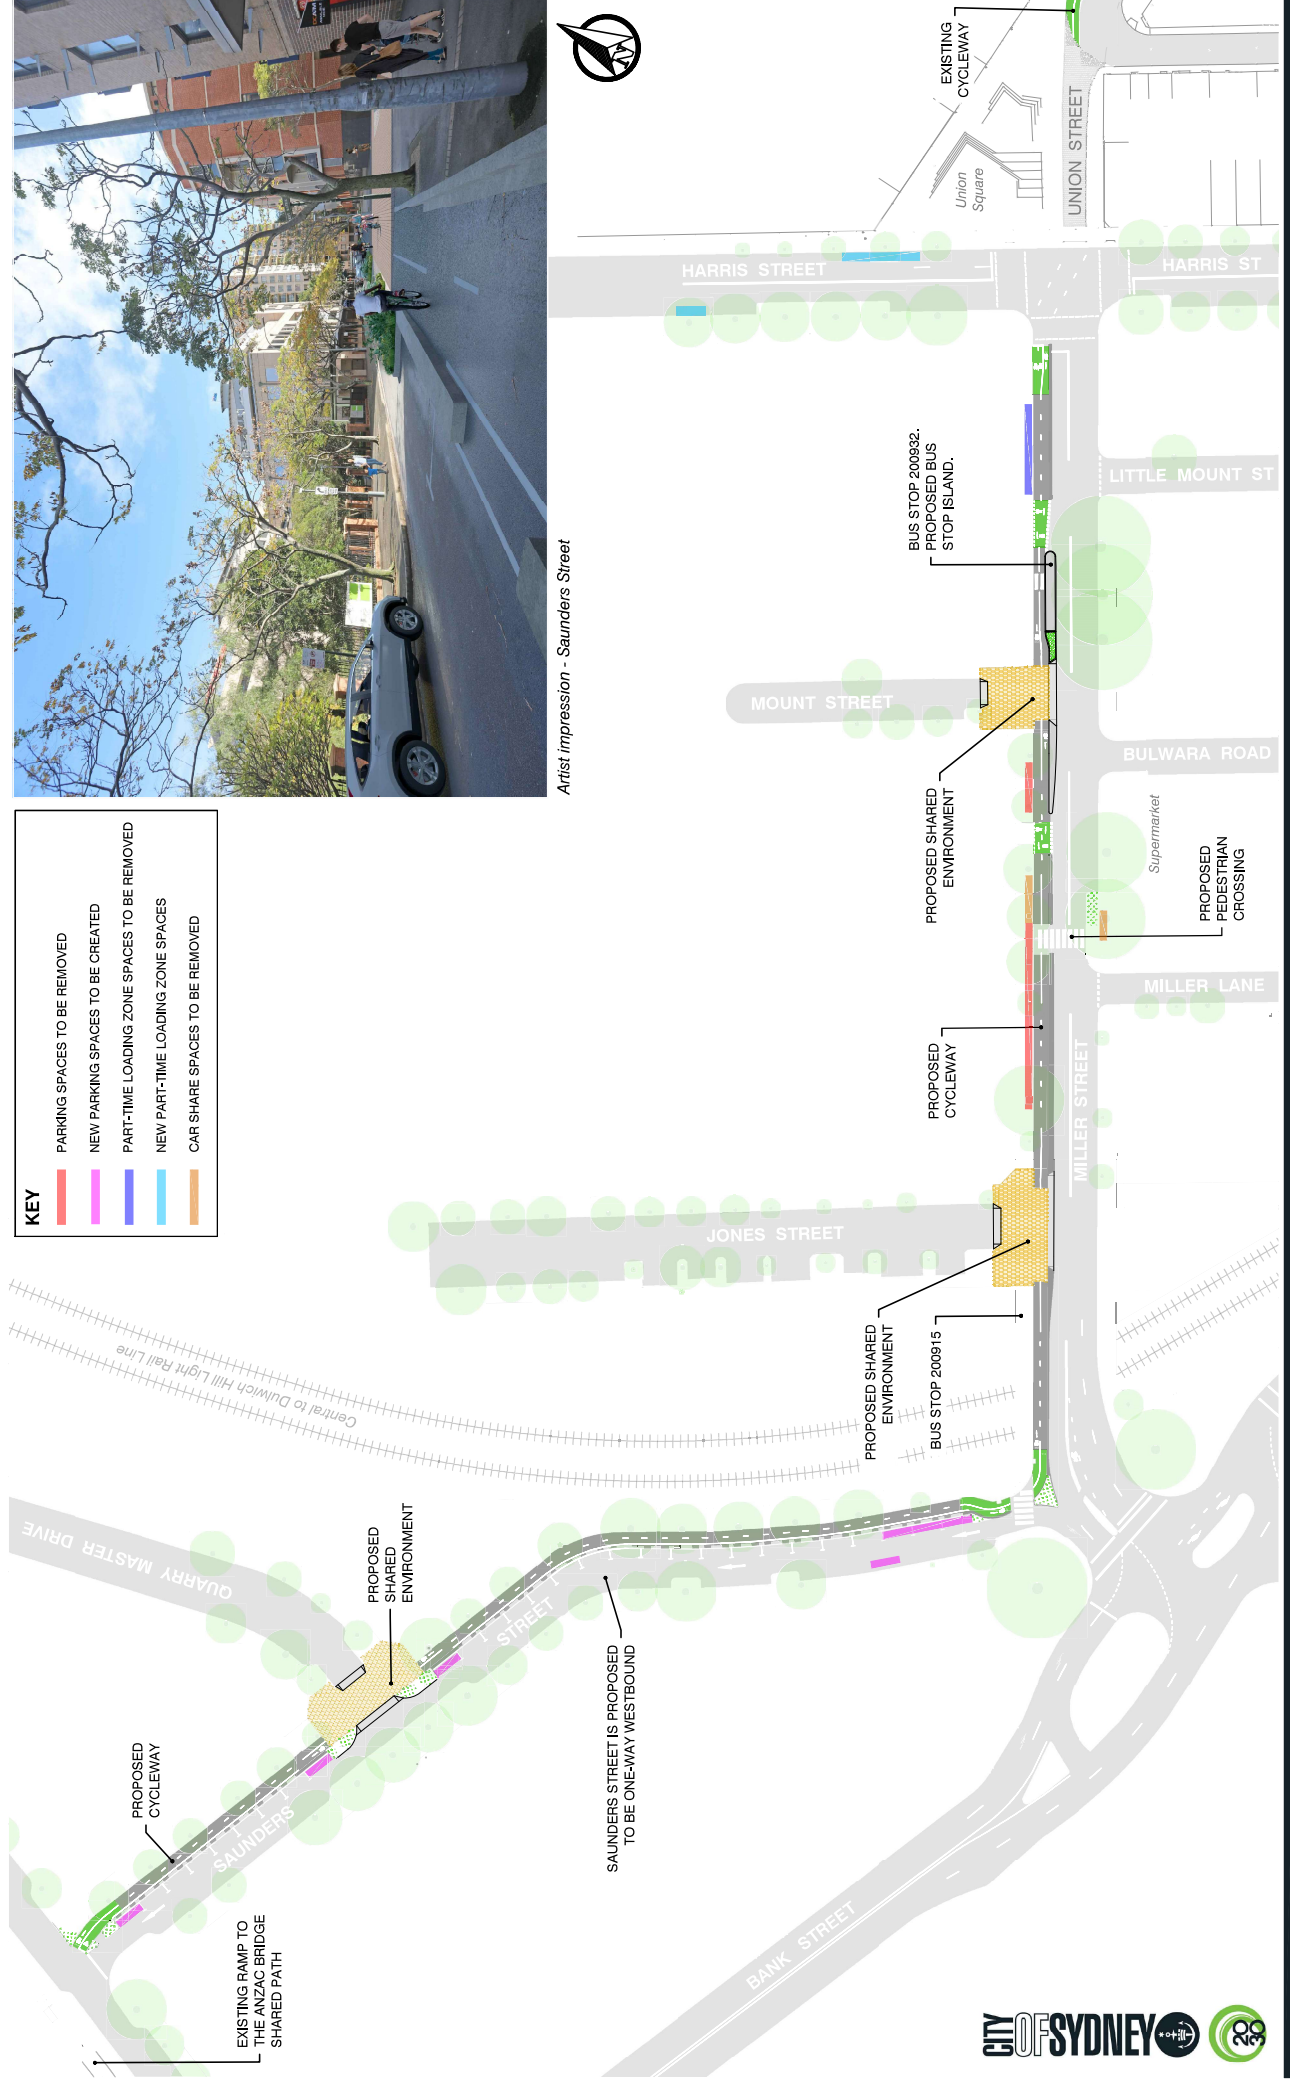 KEY
PARKING SPACES TO BE REMOVED
NEW PARKING SPACES TO BE CREATED
PART-TIME LOADING ZONE SPACES TO BE REMOVED
NEW PART-TIME LOADING ZONE SPACES
CAR SHARE SPACES TO BE REMOVED
Artist impression - Saunders Street
N
EXISTING RAMP TO
THE ANZAC BRIDGE
SHARED PATH
PROPOSED
CYCLEWAY
SAUNDERS
STREET
QUARRY MASTER DRIVE
PROPOSED
SHARED
ENVIRONMENT
SAUNDERS STREET IS PROPOSED
TO BE ONE-WAY WESTBOUND
Central to Dulwich Hill Light Rail Line
BANK STREET
JONES STREET
PROPOSED SHARED
ENVIRONMENT
BUS STOP 200915
PROPOSED
CYCLEWAY
MILLER STREET
MILLER LANE
PROPOSED
PEDESTRIAN
CROSSING
Supermarket
PROPOSED SHARED
ENVIRONMENT
MOUNT STREET
BULWARA ROAD
BUS STOP 200932.
PROPOSED BUS
STOP ISLAND.
LITTLE MOUNT ST
HARRIS STREET
HARRIS ST
Union
Square
UNION STREET
EXISTING
CYCLEWAY
CITY OF SYDNEY
2030